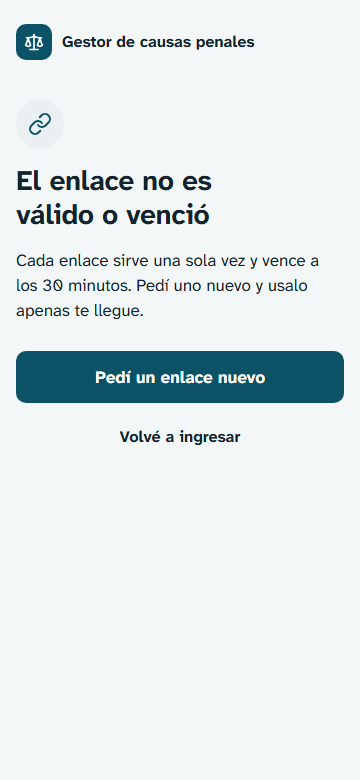 Gestor de causas penales
El enlace no es
válido o venció
Cada enlace sirve una sola vez y vence a
los 30 minutos. Pedí uno nuevo y usalo
apenas te llegue.
Pedí un enlace nuevo
Volvé a ingresar